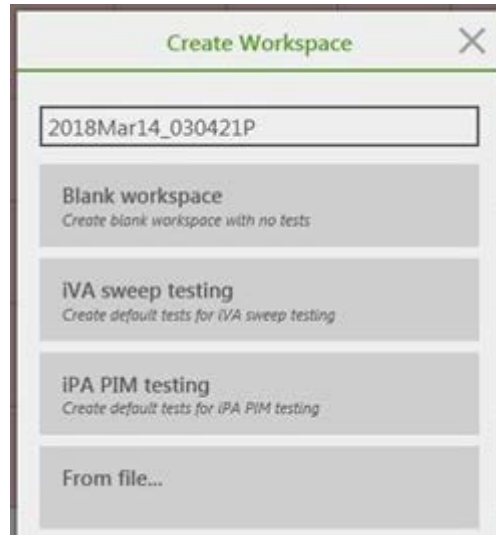 Create Workspace
2018Mar14_030421P
Blank workspace
Create blank workspace with no tests
iVA sweep testing
Create default tests for iVA sweep testing
iPA PIM testing
Create default tests for iPA PIM testing
From file...